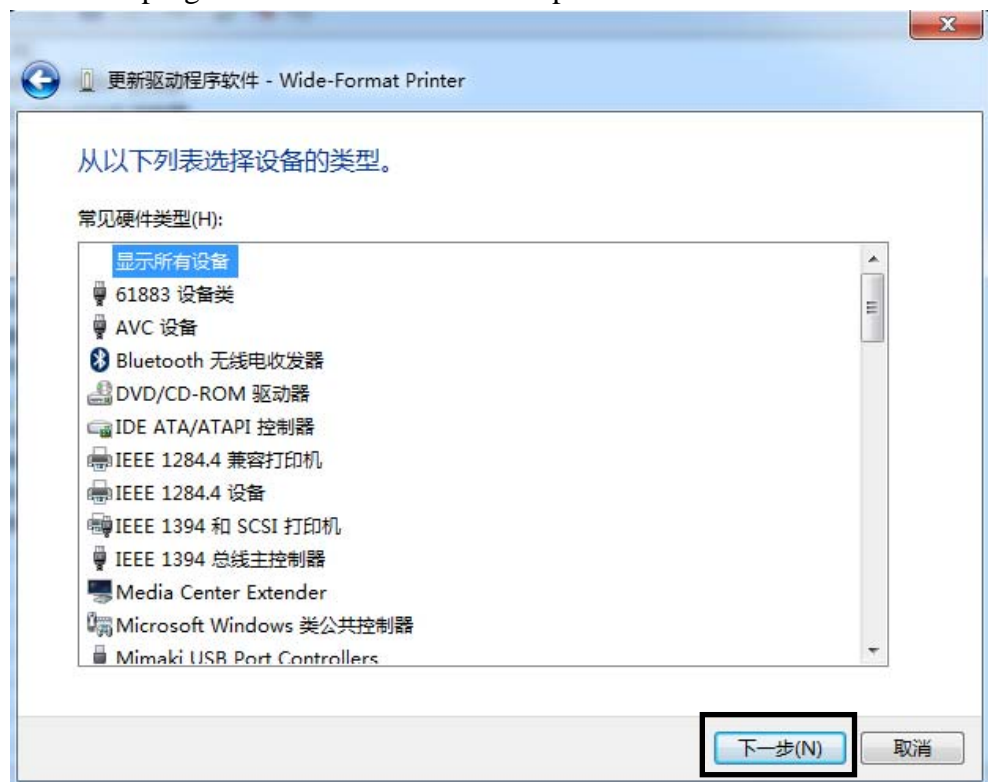 更新驱动程序软件 - Wide-Format Printer
从以下列表选择设备的类型。
常见硬件类型(H):
显示所有设备
61883 设备类
AVC 设备
Bluetooth 无线电收发器
DVD/CD-ROM 驱动器
IDE ATA/ATAPI 控制器
IEEE 1284.4 兼容打印机
IEEE 1284.4 设备
IEEE 1394 和 SCSI 打印机
IEEE 1394 总线主控制器
Media Center Extender
Microsoft Windows 类公共控制器
Mimaki USB Port Controllers
下一步(N) 取消